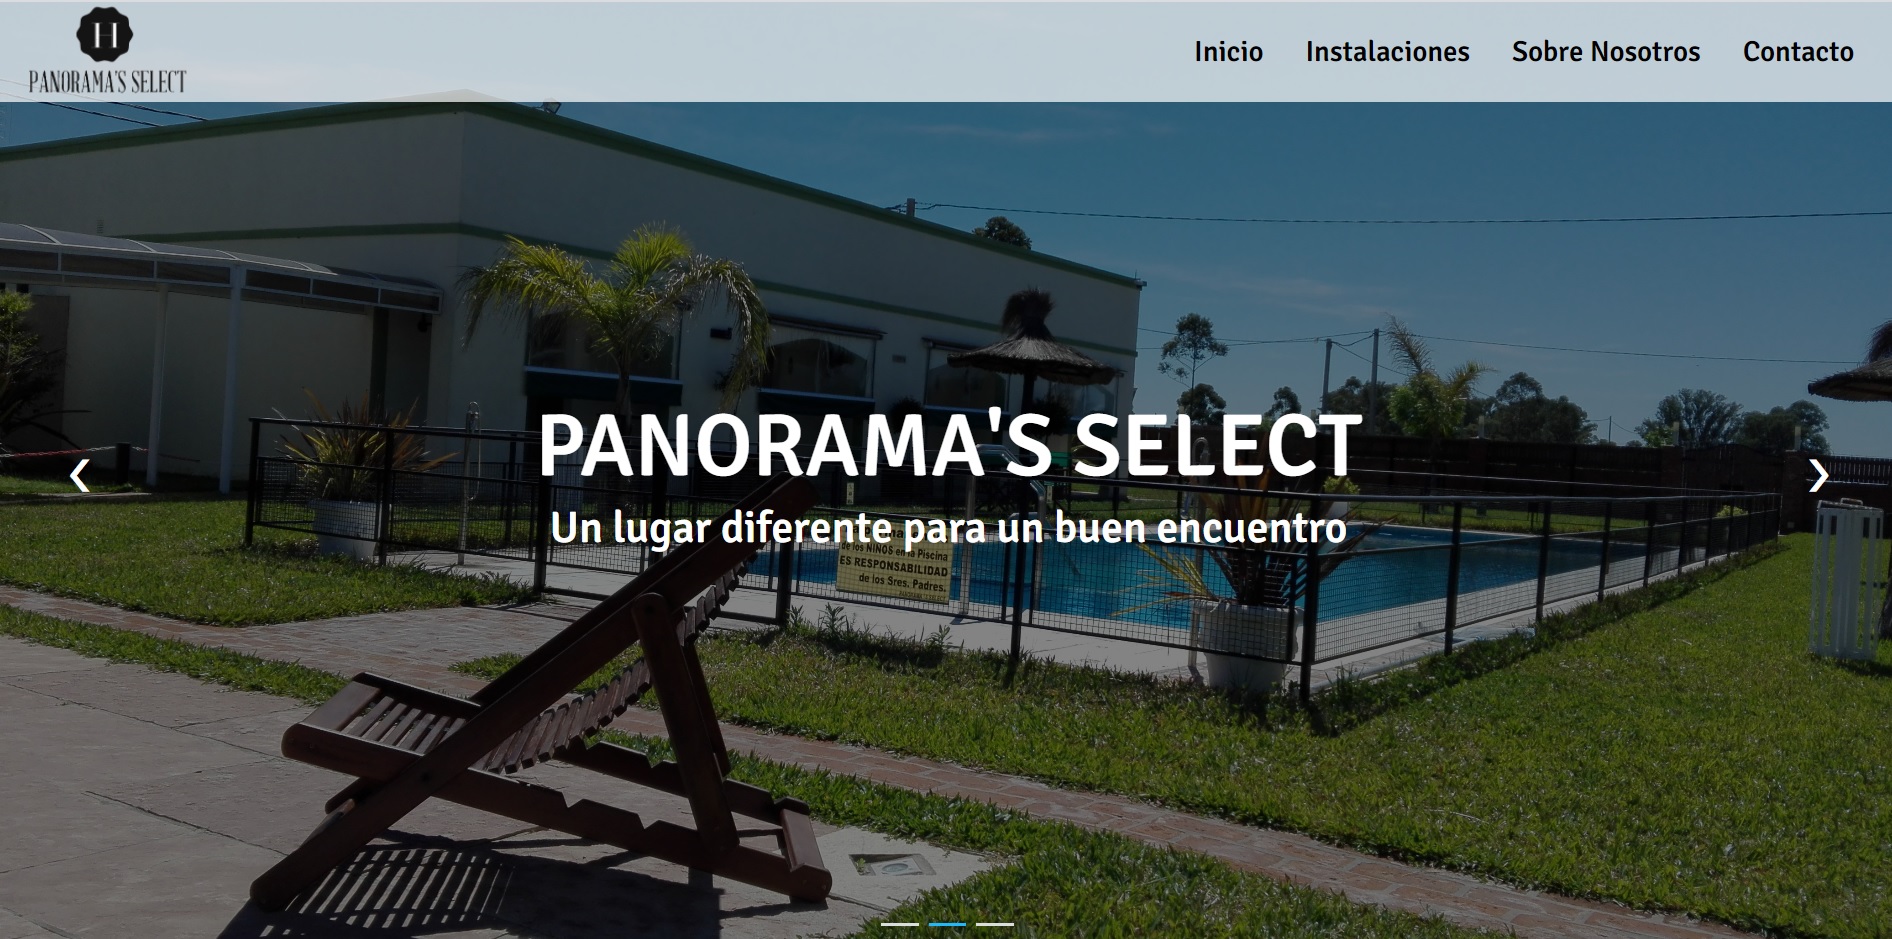 H
PANORAMA'S SELECT
Inicio Instalaciones Sobre Nosotros Contacto
PANORAMA'S SELECT
Un lugar diferente para un buen encuentro
de los NIÑOS en la Piscina
ES RESPONSABILIDAD
de los Sres. Padres.